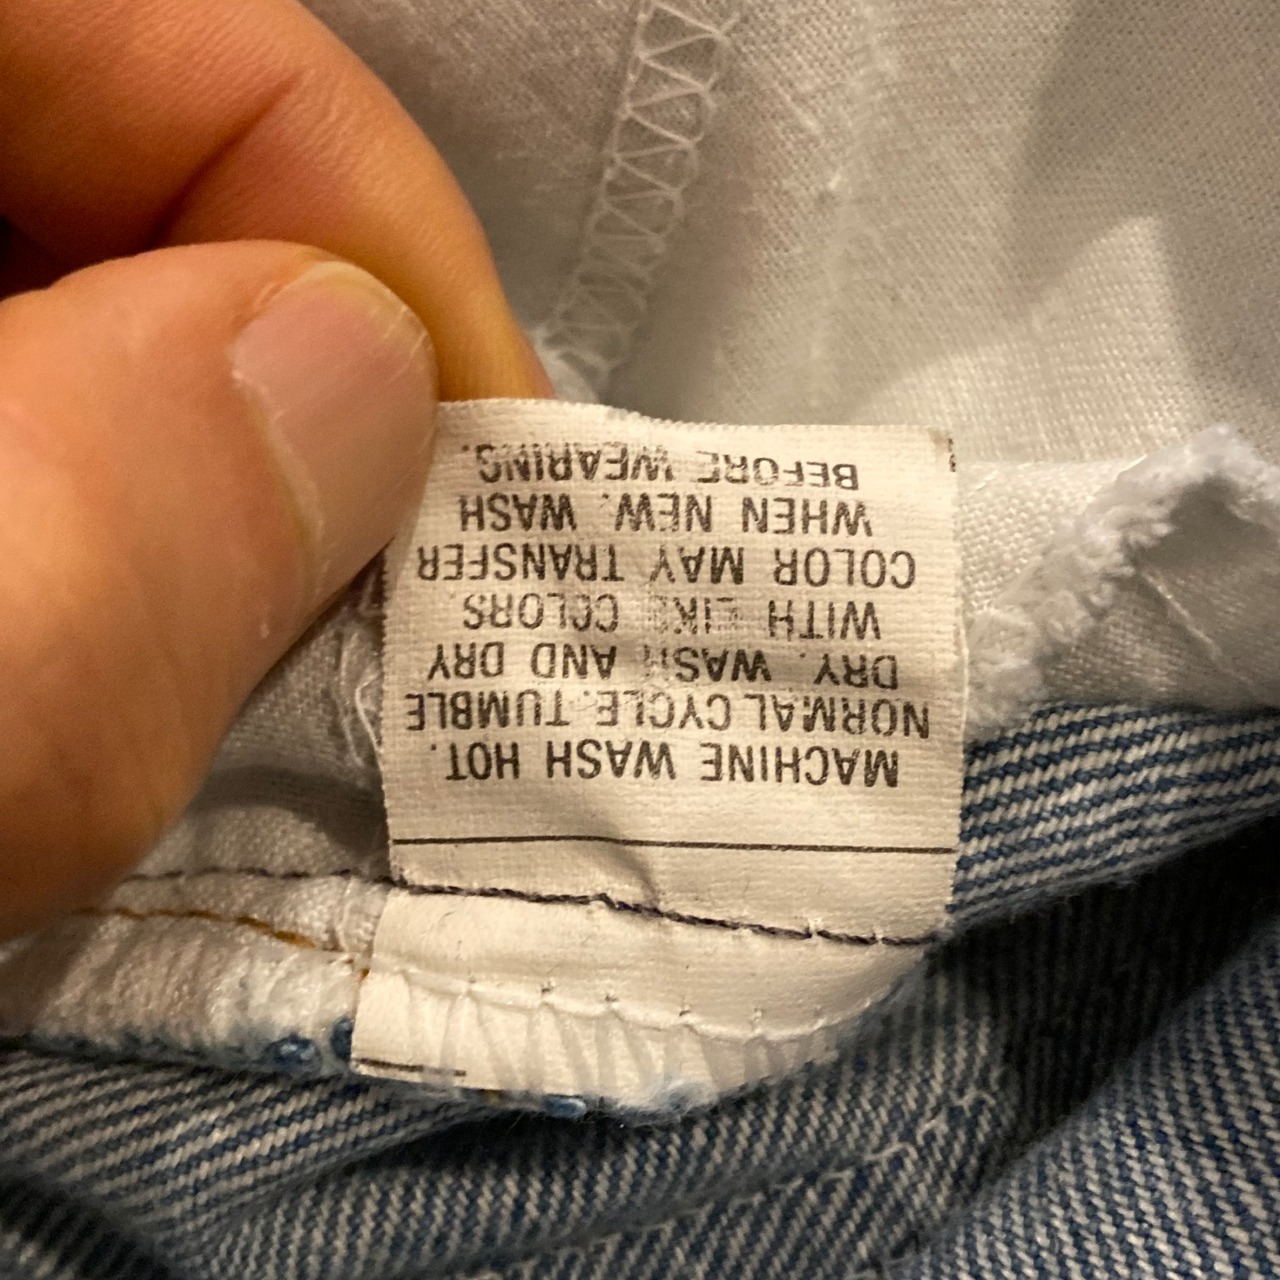 MACHINE WASH HOT.
NORMAL CYCLE. TUMBLE
DRY. WASH AND DRY
WITH LIKE COLORS.
COLOR MAY TRANSFER
WHEN NEW. WASH
BEFORE WEARING.